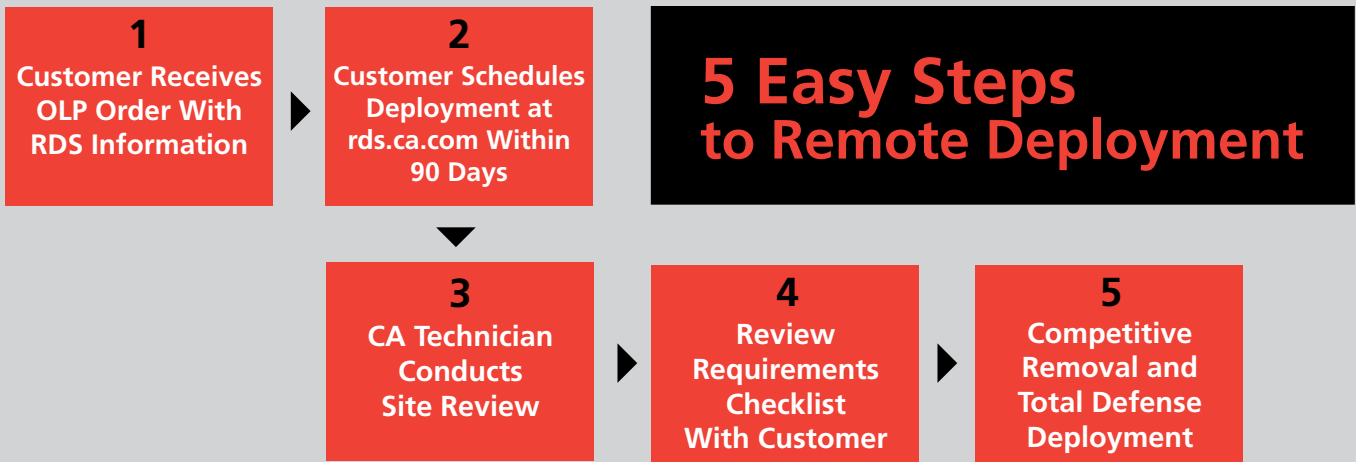 1
Customer Receives
OLP Order With
RDS Information
2
Customer Schedules
Deployment at
rds.ca.com Within
90 Days
5 Easy Steps
to Remote Deployment
3
CA Technician
Conducts
Site Review
4
Review
Requirements
Checklist
With Customer
5
Competitive
Removal and
Total Defense
Deployment